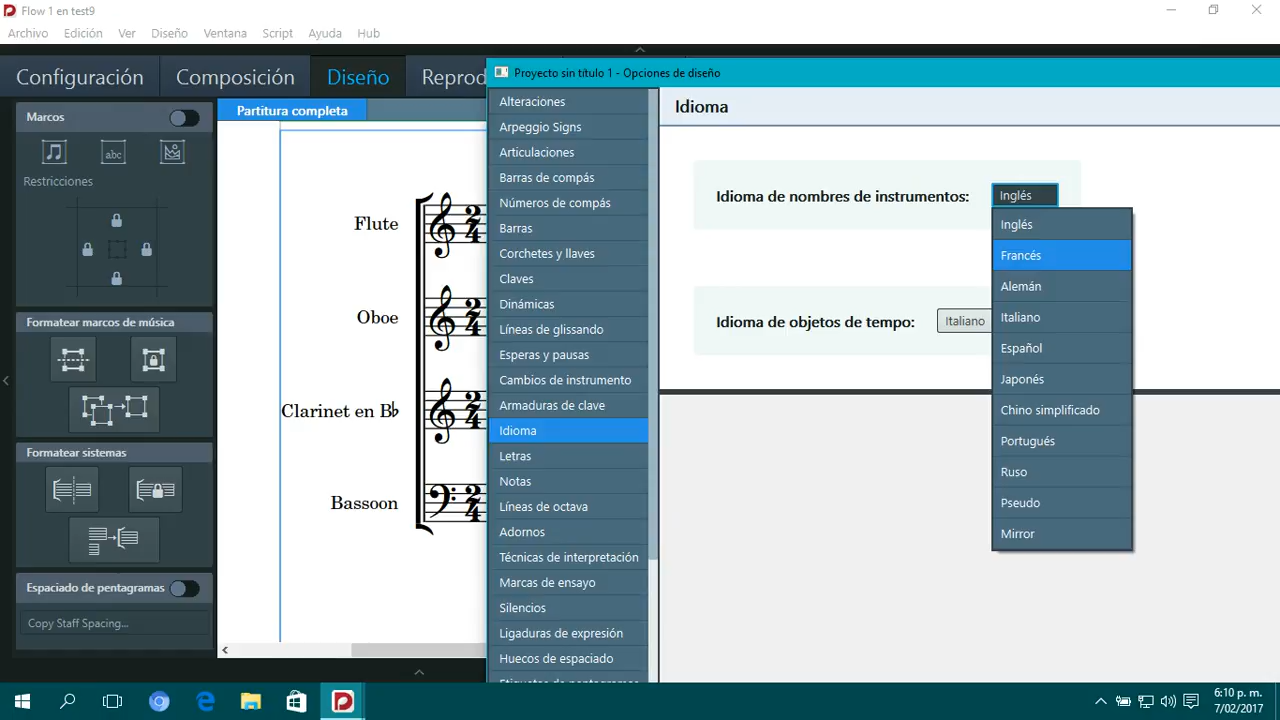 Flow 1 en test9
Archivo Edición Ver Diseño Ventana Script Ayuda Hub
Configuración Composición Diseño Reprod
Proyecto sin título 1 - Opciones de diseño
Marcos
Restricciones
Formatear marcos de música
Formatear sistemas
Espaciado de pentagramas
Copy Staff Spacing...
Partitura completa
Flute
Oboe
Clarinet en B♭
Bassoon
Alteraciones
Arpeggio Signs
Articulaciones
Barras de compás
Números de compás
Barras
Corchetes y llaves
Claves
Dinámicas
Líneas de glissando
Esperas y pausas
Cambios de instrumento
Armaduras de clave
Idioma
Letras
Notas
Líneas de octava
Adornos
Técnicas de interpretación
Marcas de ensayo
Silencios
Ligaduras de expresión
Huecos de espaciado
Etiquetas de pentagramas
Idioma
Idioma de nombres de instrumentos: Inglés
Inglés
Francés
Alemán
Italiano
Español
Japonés
Chino simplificado
Portugués
Ruso
Pseudo
Mirror
Idioma de objetos de tempo: Italiano
6:10 p. m.
7/02/2017